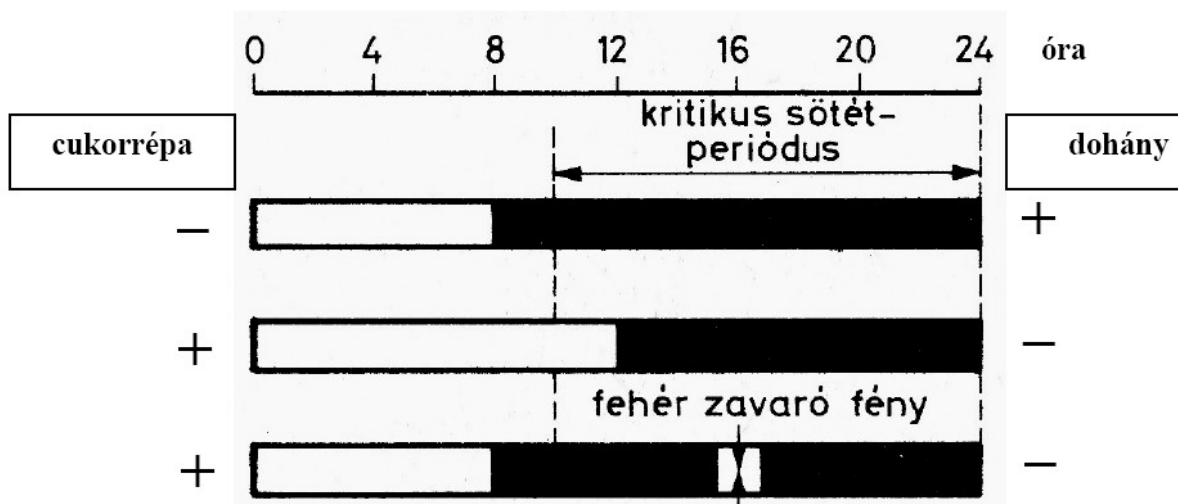 0 4 8 12 16 20 24 óra
kritikus sötét-
periódus
cukorrépa
dohány
− +
+ −
fehér zavaró fény
+ −